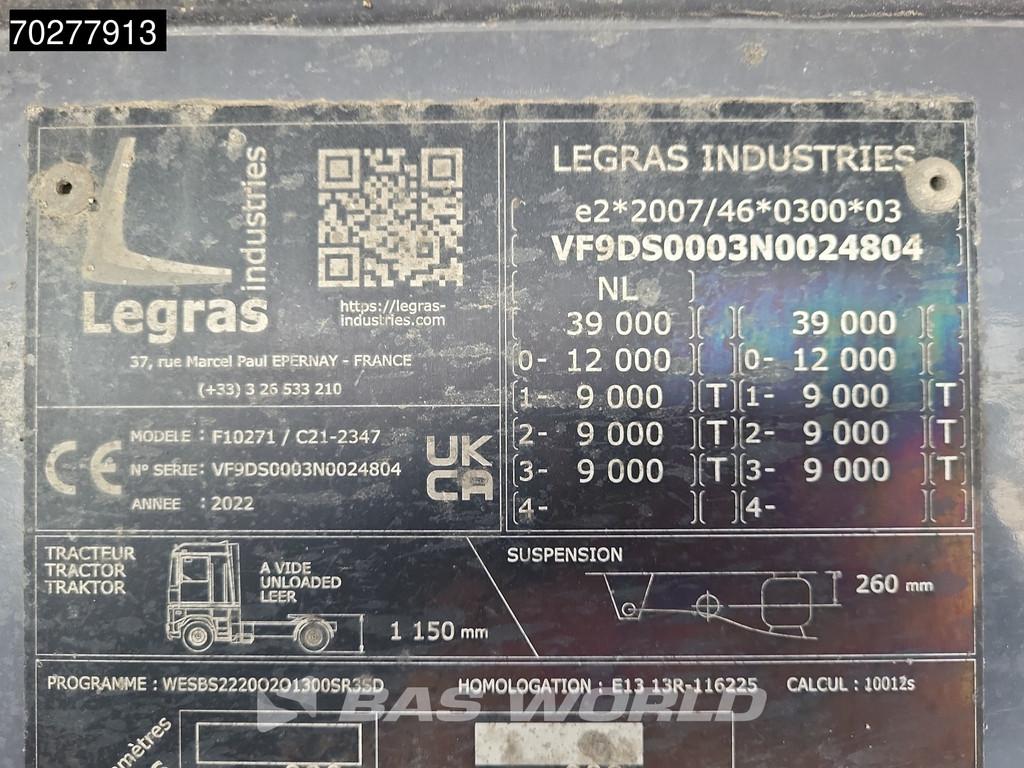 70277913
Legras
industries
https://legras-
industries.com
37, rue Marcel Paul EPERNAY - FRANCE
(+33) 3 26 533 210
CE
MODELE : F10271 / C21-2347
N° SERIE: VF9DS0003N0024804
ANNEE : 2022
UK
CA
LEGRAS INDUSTRIES
e2*2007/46*0300*03
VF9DS0003N0024804
NL
39 000 39 000
0- 12 000 0- 12 000
1- 9 000 T 1- 9 000 T
2- 9 000 T 2- 9 000 T
3- 9 000 T 3- 9 000 T
4- 4-
TRACTEUR
TRACTOR
TRAKTOR
A VIDE
UNLOADED
LEER
1 150 mm
SUSPENSION
260 mm
PROGRAMME : WESBS2220O2O1300SR3SD HOMOLOGATION : E13 13R-116225 CALCUL : 10012s
BAS WORLD